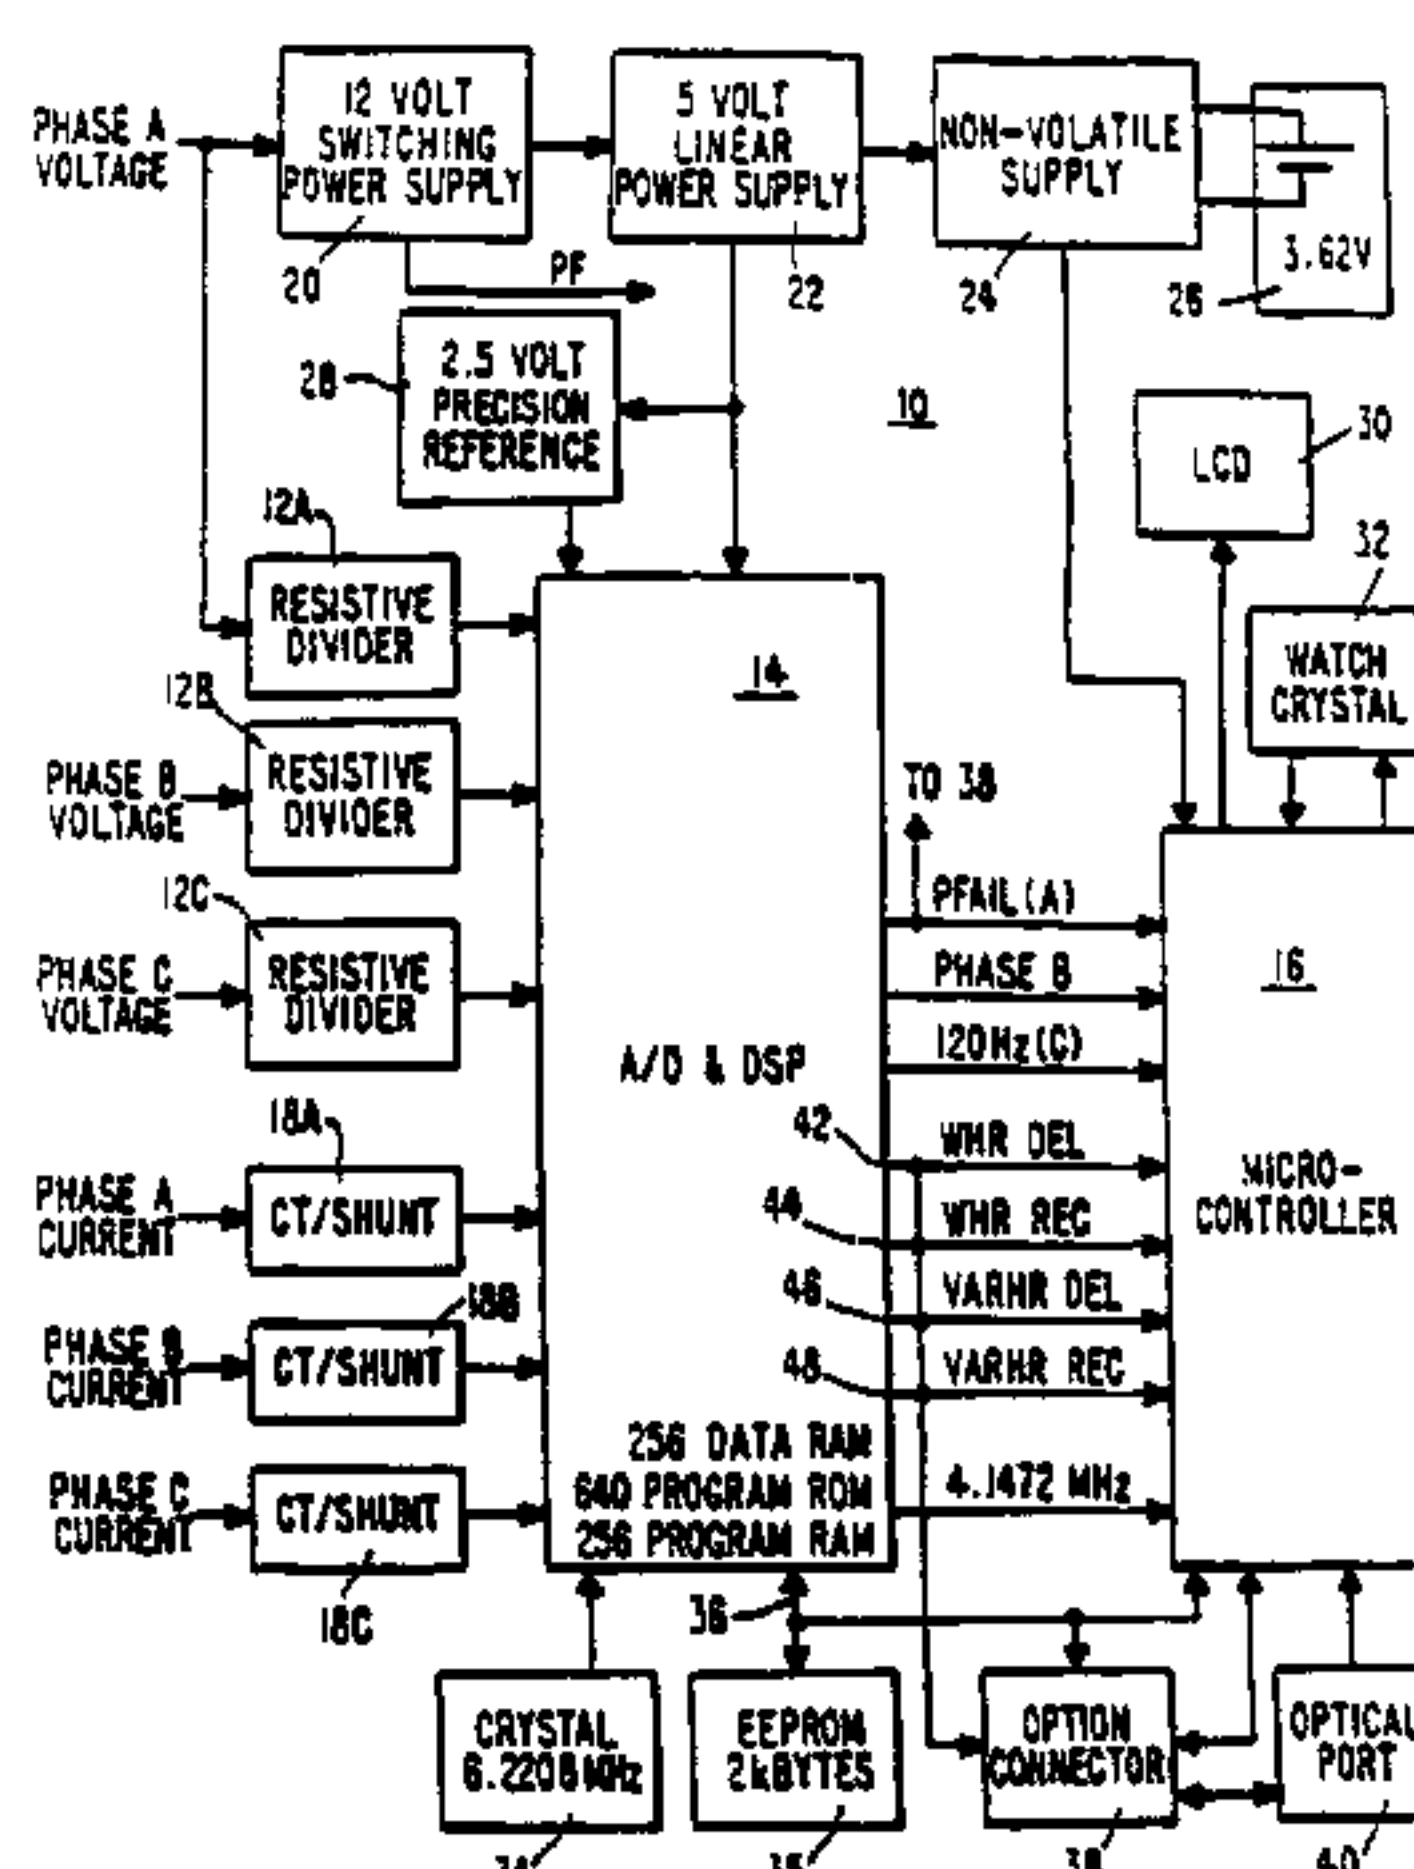 PHASE A
VOLTAGE
12 VOLT
SWITCHING
POWER SUPPLY
20
5 VOLT
LINEAR
POWER SUPPLY
22
NON-VOLATILE
SUPPLY
24
3.62V
26
PF
28
2.5 VOLT
PRECISION
REFERENCE
10
LCD
30
32
WATCH
CRYSTAL
12A
RESISTIVE
DIVIDER
12B
PHASE B
VOLTAGE
RESISTIVE
DIVIDER
12C
PHASE C
VOLTAGE
RESISTIVE
DIVIDER
14
A/D & DSP
TO 38
PFAIL(A)
PHASE B
120Hz(C)
16
MICRO-
CONTROLLER
42
WHR DEL
44
WHR REC
46
VARHR DEL
48
VARHR REC
4.1472 MHz
18A
PHASE A
CURRENT
CT/SHUNT
18B
PHASE B
CURRENT
CT/SHUNT
PHASE C
CURRENT
CT/SHUNT
18C
256 DATA RAM
640 PROGRAM ROM
256 PROGRAM RAM
36
CRYSTAL
6.2208MHz
EEPROM
2kBYTES
OPTION
CONNECTOR
OPTICAL
PORT